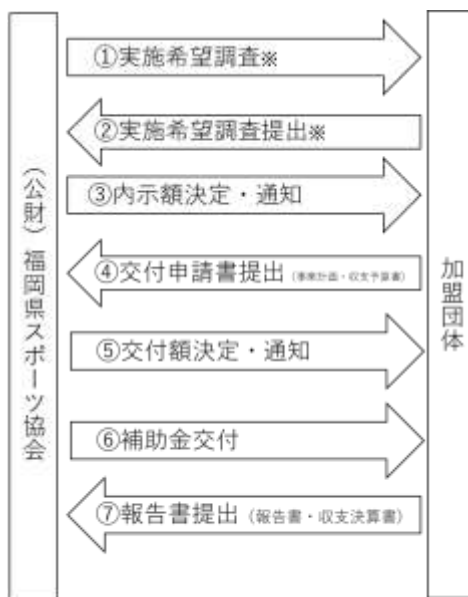 (公財)福岡県スポーツ協会
①実施希望調査※
②実施希望調査提出※
③内示額決定・通知
④交付申請書提出(事業計画・収支予算書)
⑤交付額決定・通知
⑥補助金交付
⑦報告書提出(報告書・収支決算書)
加盟団体